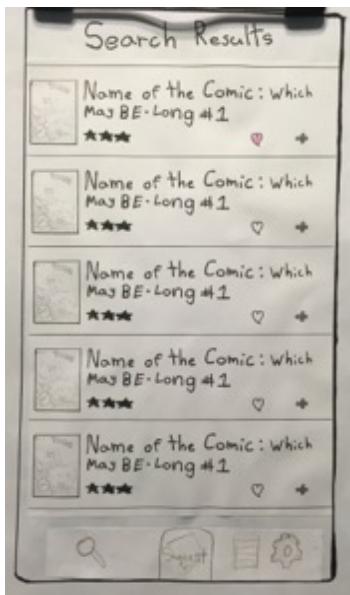 Search Results
Name of the Comic: Which
May BE-Long #1
Name of the Comic: Which
May BE-Long #1
Name of the Comic: Which
May BE-Long #1
Name of the Comic: Which
May BE-Long #1
Name of the Comic: Which
May BE-Long #1
Suggest